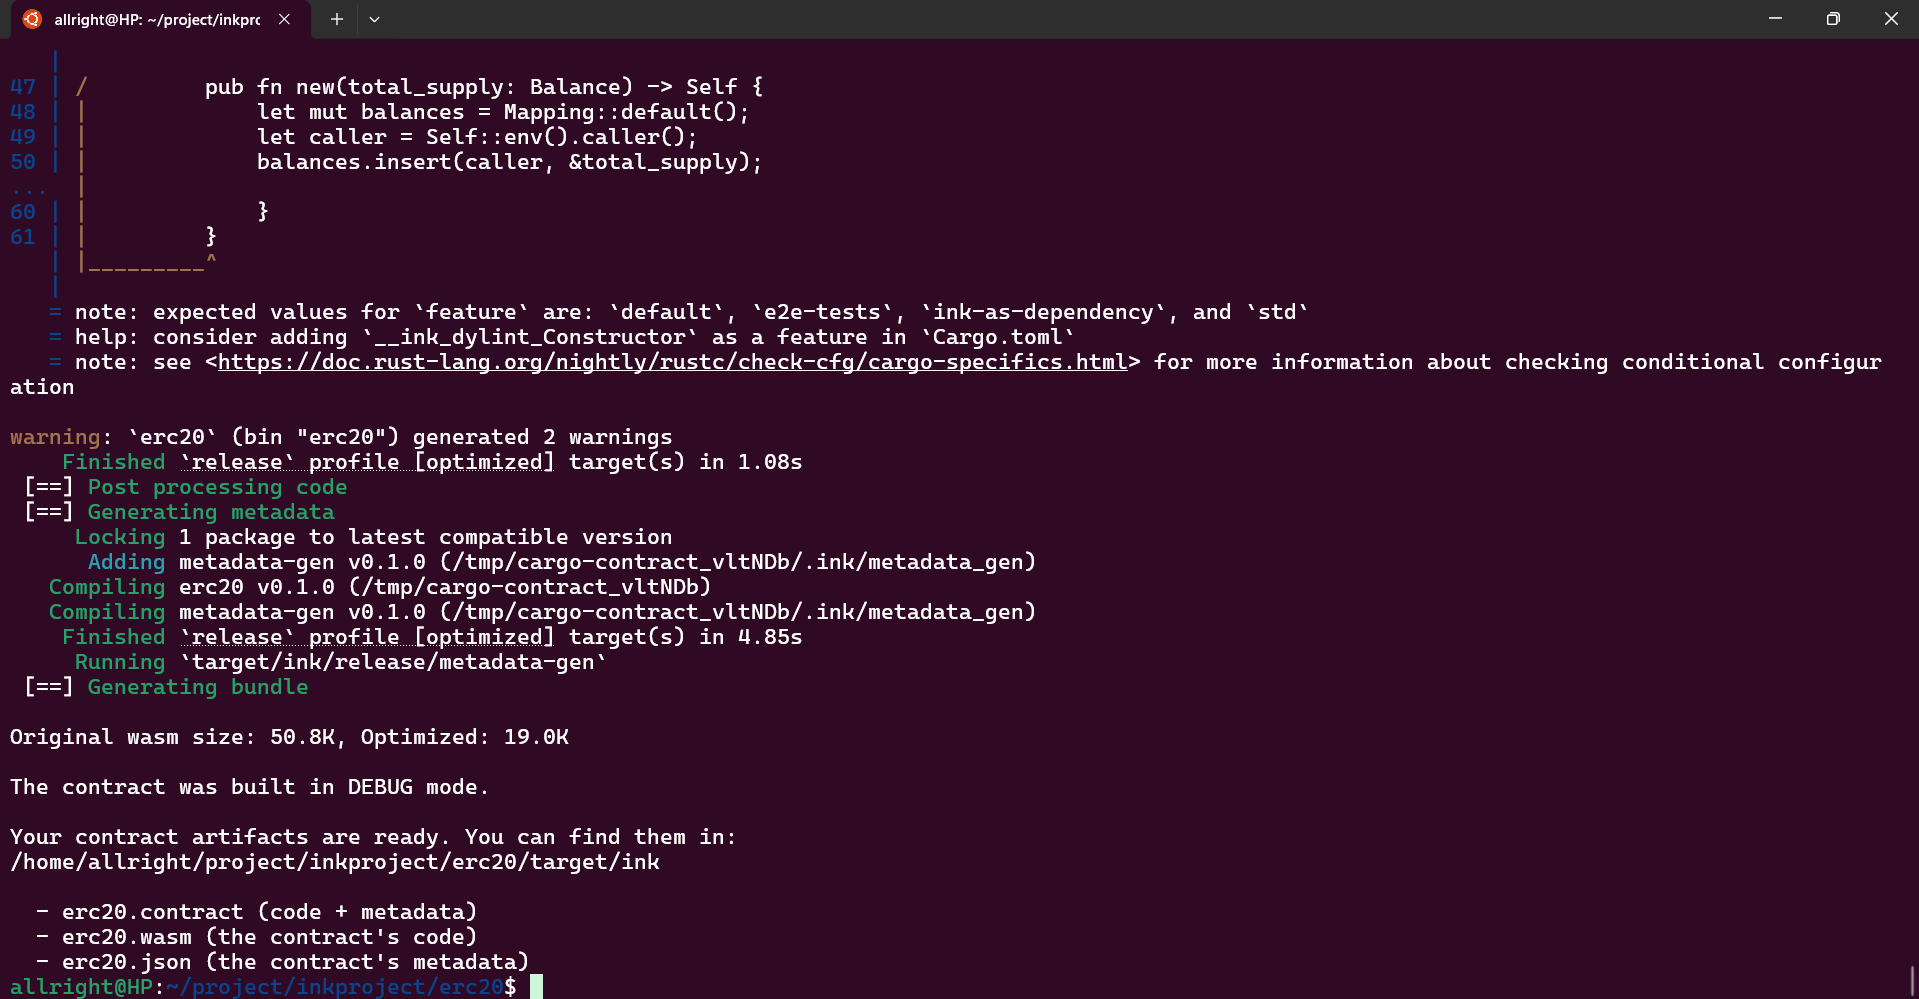 allright@HP: ~/project/inkpro
   |
47 | /         pub fn new(total_supply: Balance) -> Self {
48 | |             let mut balances = Mapping::default();
49 | |             let caller = Self::env().caller();
50 | |             balances.insert(caller, &total_supply);
...  |
60 | |             }
61 | |         }
   | |_________^
   |
   = note: expected values for `feature` are: `default`, `e2e-tests`, `ink-as-dependency`, and `std`
   = help: consider adding `__ink_dylint_Constructor` as a feature in `Cargo.toml`
   = note: see <https://doc.rust-lang.org/nightly/rustc/check-cfg/cargo-specifics.html> for more information about checking conditional configur
ation
warning: `erc20` (bin "erc20") generated 2 warnings
    Finished `release` profile [optimized] target(s) in 1.08s
 [==] Post processing code
 [==] Generating metadata
     Locking 1 package to latest compatible version
      Adding metadata-gen v0.1.0 (/tmp/cargo-contract_vltNDb/.ink/metadata_gen)
   Compiling erc20 v0.1.0 (/tmp/cargo-contract_vltNDb)
   Compiling metadata-gen v0.1.0 (/tmp/cargo-contract_vltNDb/.ink/metadata_gen)
    Finished `release` profile [optimized] target(s) in 4.85s
     Running `target/ink/release/metadata-gen`
 [==] Generating bundle
Original wasm size: 50.8K, Optimized: 19.0K
The contract was built in DEBUG mode.
Your contract artifacts are ready. You can find them in:
/home/allright/project/inkproject/erc20/target/ink
  - erc20.contract (code + metadata)
  - erc20.wasm (the contract's code)
  - erc20.json (the contract's metadata)
allright@HP:~/project/inkproject/erc20$